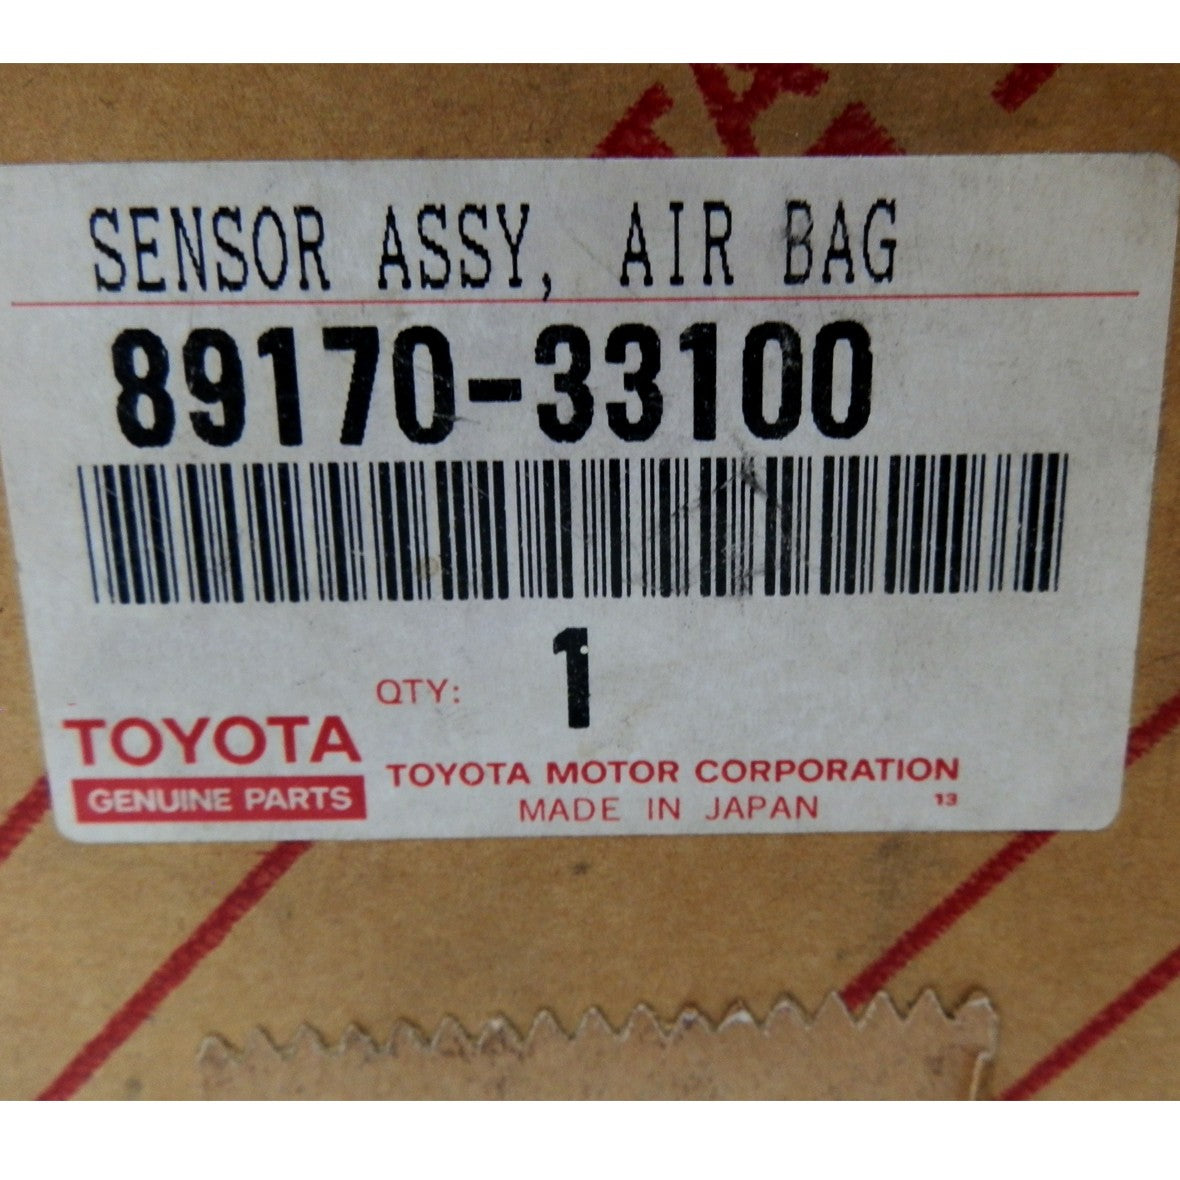 SENSOR ASSY, AIR BAG
89170-33100
QTY: 1
TOYOTA
GENUINE PARTS
TOYOTA MOTOR CORPORATION
MADE IN JAPAN 13